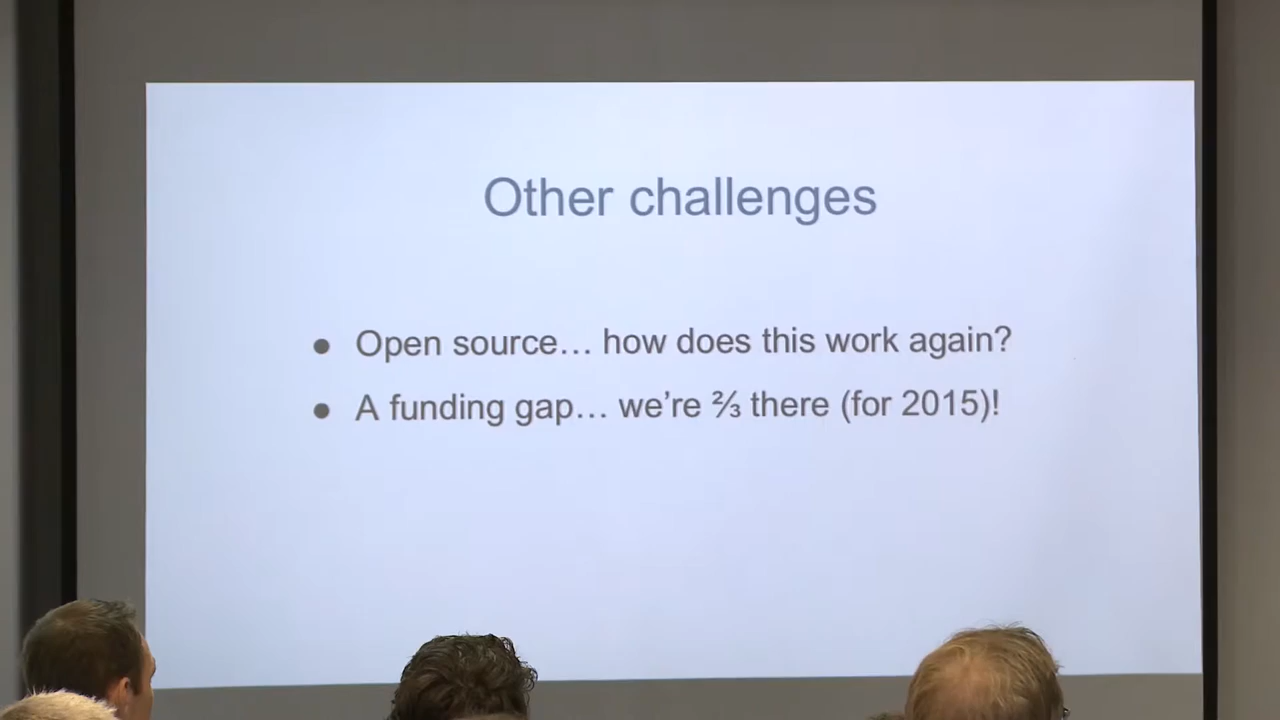 Other challenges
● Open source… how does this work again?
● A funding gap… we’re ⅔ there (for 2015)!